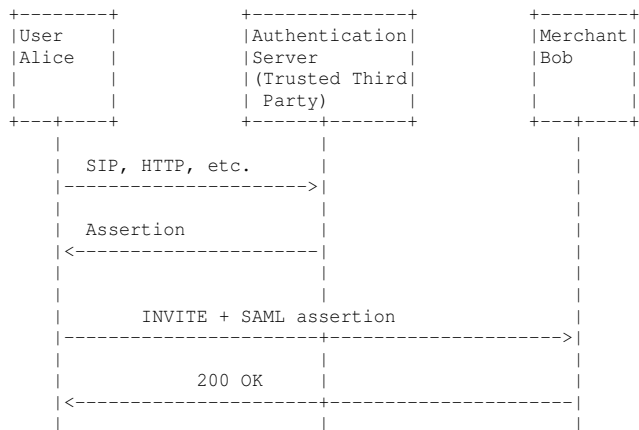 User Authentication Merchant
Alice Server Bob
(Trusted Third
Party)
SIP, HTTP, etc.
Assertion
INVITE + SAML assertion
200 OK